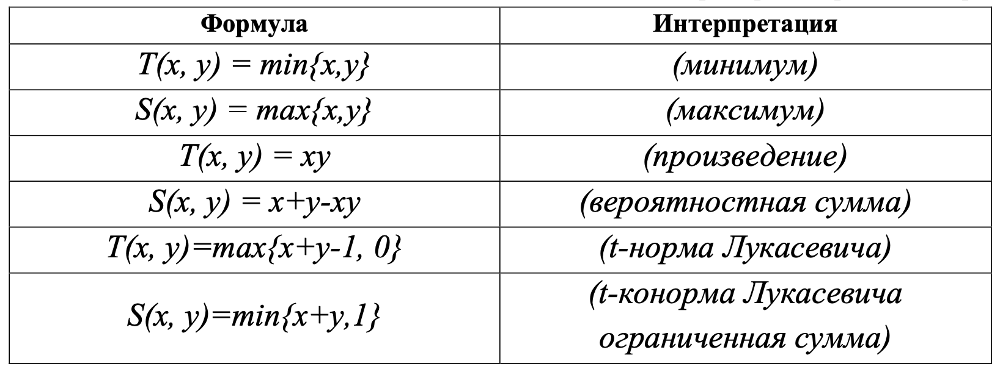 Формула Интерпретация
T(x, y) = min{x,y} (минимум)
S(x, y) = max{x,y} (максимум)
T(x, y) = xy (произведение)
S(x, y) = x+y-xy (вероятностная сумма)
T(x, y)=max{x+y-1, 0} (t-норма Лукасевича)
S(x, y)=min{x+y,1} (t-конорма Лукасевича
ограниченная сумма)